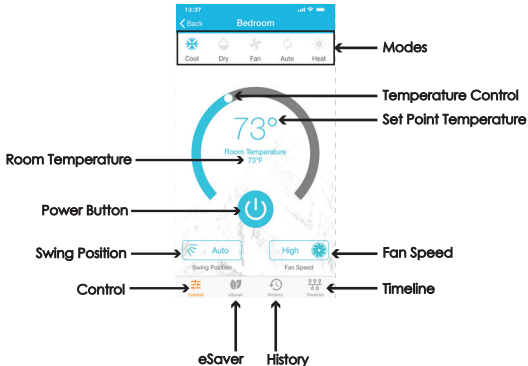 13:37
Back Bedroom
Cool Dry Fan Auto Heat
Modes
Temperature Control
73°
Set Point Temperature
Room Temperature
73°F
Room Temperature
Power Button
Swing Position
Auto
High
Fan Speed
Swing Position
Fan Speed
Control
Control
eSaver
History
Timeline
Timeline
eSaver
History